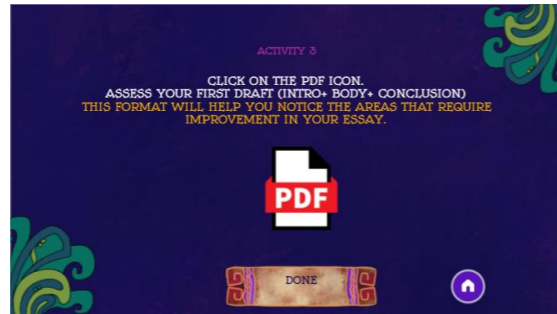 ACTIVITY 3
CLICK ON THE PDF ICON.
ASSESS YOUR FIRST DRAFT (INTRO+ BODY+ CONCLUSION)
THIS FORMAT WILL HELP YOU NOTICE THE AREAS THAT REQUIRE
IMPROVEMENT IN YOUR ESSAY.
PDF
DONE